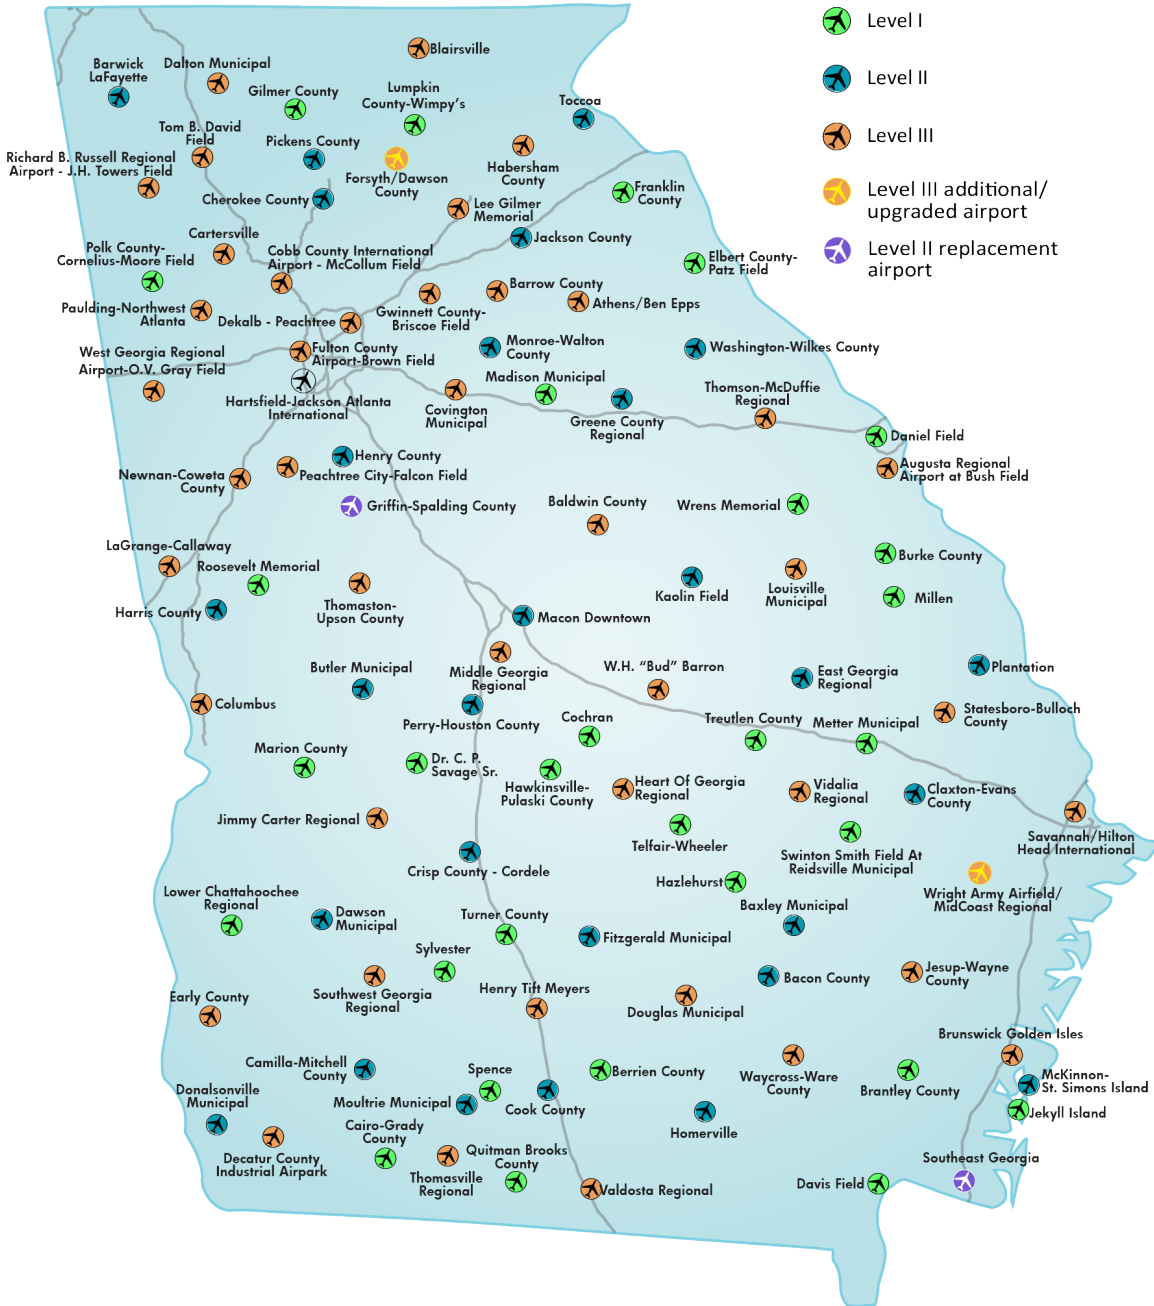 Level I
Level II
Level III
Level III additional/
upgraded airport
Level II replacement
airport
Blairsville
Barwick
LaFayette
Dalton Municipal
Gilmer County
Lumpkin
County-Wimpy's
Toccoa
Tom B. David
Field
Pickens County
Richard B. Russell Regional
Airport - J.H. Towers Field
Forsyth/Dawson
County
Habersham
County
Cherokee County
Lee Gilmer
Memorial
Franklin
County
Cartersville
Jackson County
Polk County-
Cornelius-Moore Field
Cobb County International
Airport - McCollum Field
Elbert County-
Patz Field
Paulding-Northwest
Atlanta
Dekalb - Peachtree
Gwinnett County-
Briscoe Field
Barrow County
Athens/Ben Epps
West Georgia Regional
Airport-O.V. Gray Field
Fulton County
Airport-Brown Field
Monroe-Walton
County
Washington-Wilkes County
Hartsfield-Jackson Atlanta
International
Covington
Municipal
Madison Municipal
Greene County
Regional
Thomson-McDuffie
Regional
Daniel Field
Augusta Regional
Airport at Bush Field
Henry County
Newnan-Coweta
County
Peachtree City-Falcon Field
Griffin-Spalding County
Baldwin County
Wrens Memorial
LaGrange-Callaway
Roosevelt Memorial
Burke County
Harris County
Thomaston-
Upson County
Kaolin Field
Louisville
Municipal
Millen
Macon Downtown
Butler Municipal
Middle Georgia
Regional
W.H. "Bud" Barron
East Georgia
Regional
Plantation
Columbus
Perry-Houston County
Cochran
Treutlen County
Metter Municipal
Statesboro-Bulloch
County
Marion County
Dr. C. P.
Savage Sr.
Hawkinsville-
Pulaski County
Heart Of Georgia
Regional
Vidalia
Regional
Claxton-Evans
County
Jimmy Carter Regional
Telfair-Wheeler
Swinton Smith Field At
Reidsville Municipal
Savannah/Hilton
Head International
Crisp County - Cordele
Hazlehurst
Wright Army Airfield/
MidCoast Regional
Lower Chattahoochee
Regional
Dawson
Municipal
Turner County
Fitzgerald Municipal
Baxley Municipal
Sylvester
Southwest Georgia
Regional
Bacon County
Jesup-Wayne
County
Early County
Henry Tift Meyers
Douglas Municipal
Brunswick Golden Isles
Camilla-Mitchell
County
Spence
Berrien County
Waycross-Ware
County
Brantley County
McKinnon-
St. Simons Island
Donalsonville
Municipal
Moultrie Municipal
Cook County
Jekyll Island
Homerville
Cairo-Grady
County
Decatur County
Industrial Airpark
Thomasville
Regional
Quitman Brooks
County
Valdosta Regional
Davis Field
Southeast Georgia